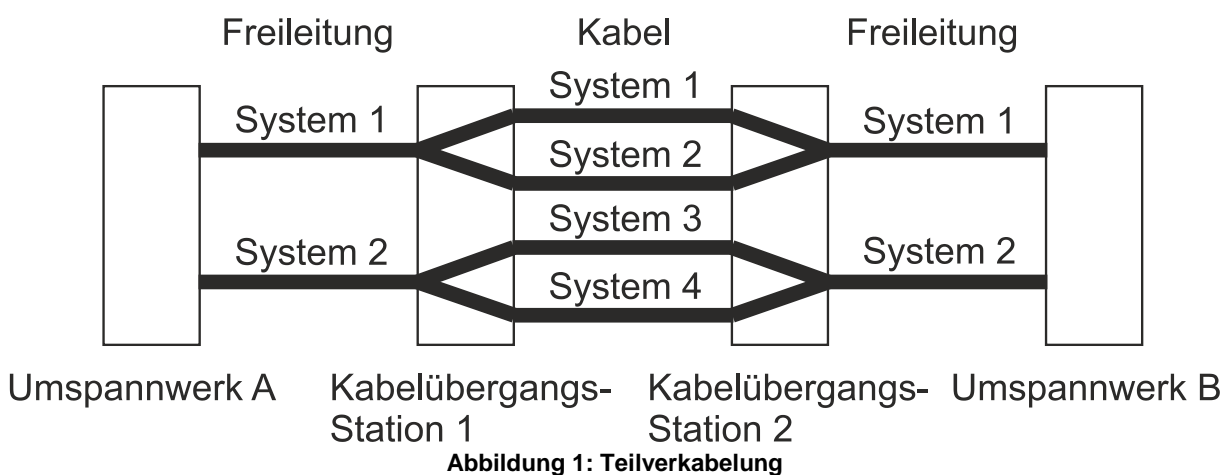 Freileitung Kabel Freileitung
System 1
System 1 System 1
System 2
System 3
System 2 System 2
System 4
Umspannwerk A Kabelübergangs- Kabelübergangs- Umspannwerk B
Station 1 Station 2
Abbildung 1: Teilverkabelung